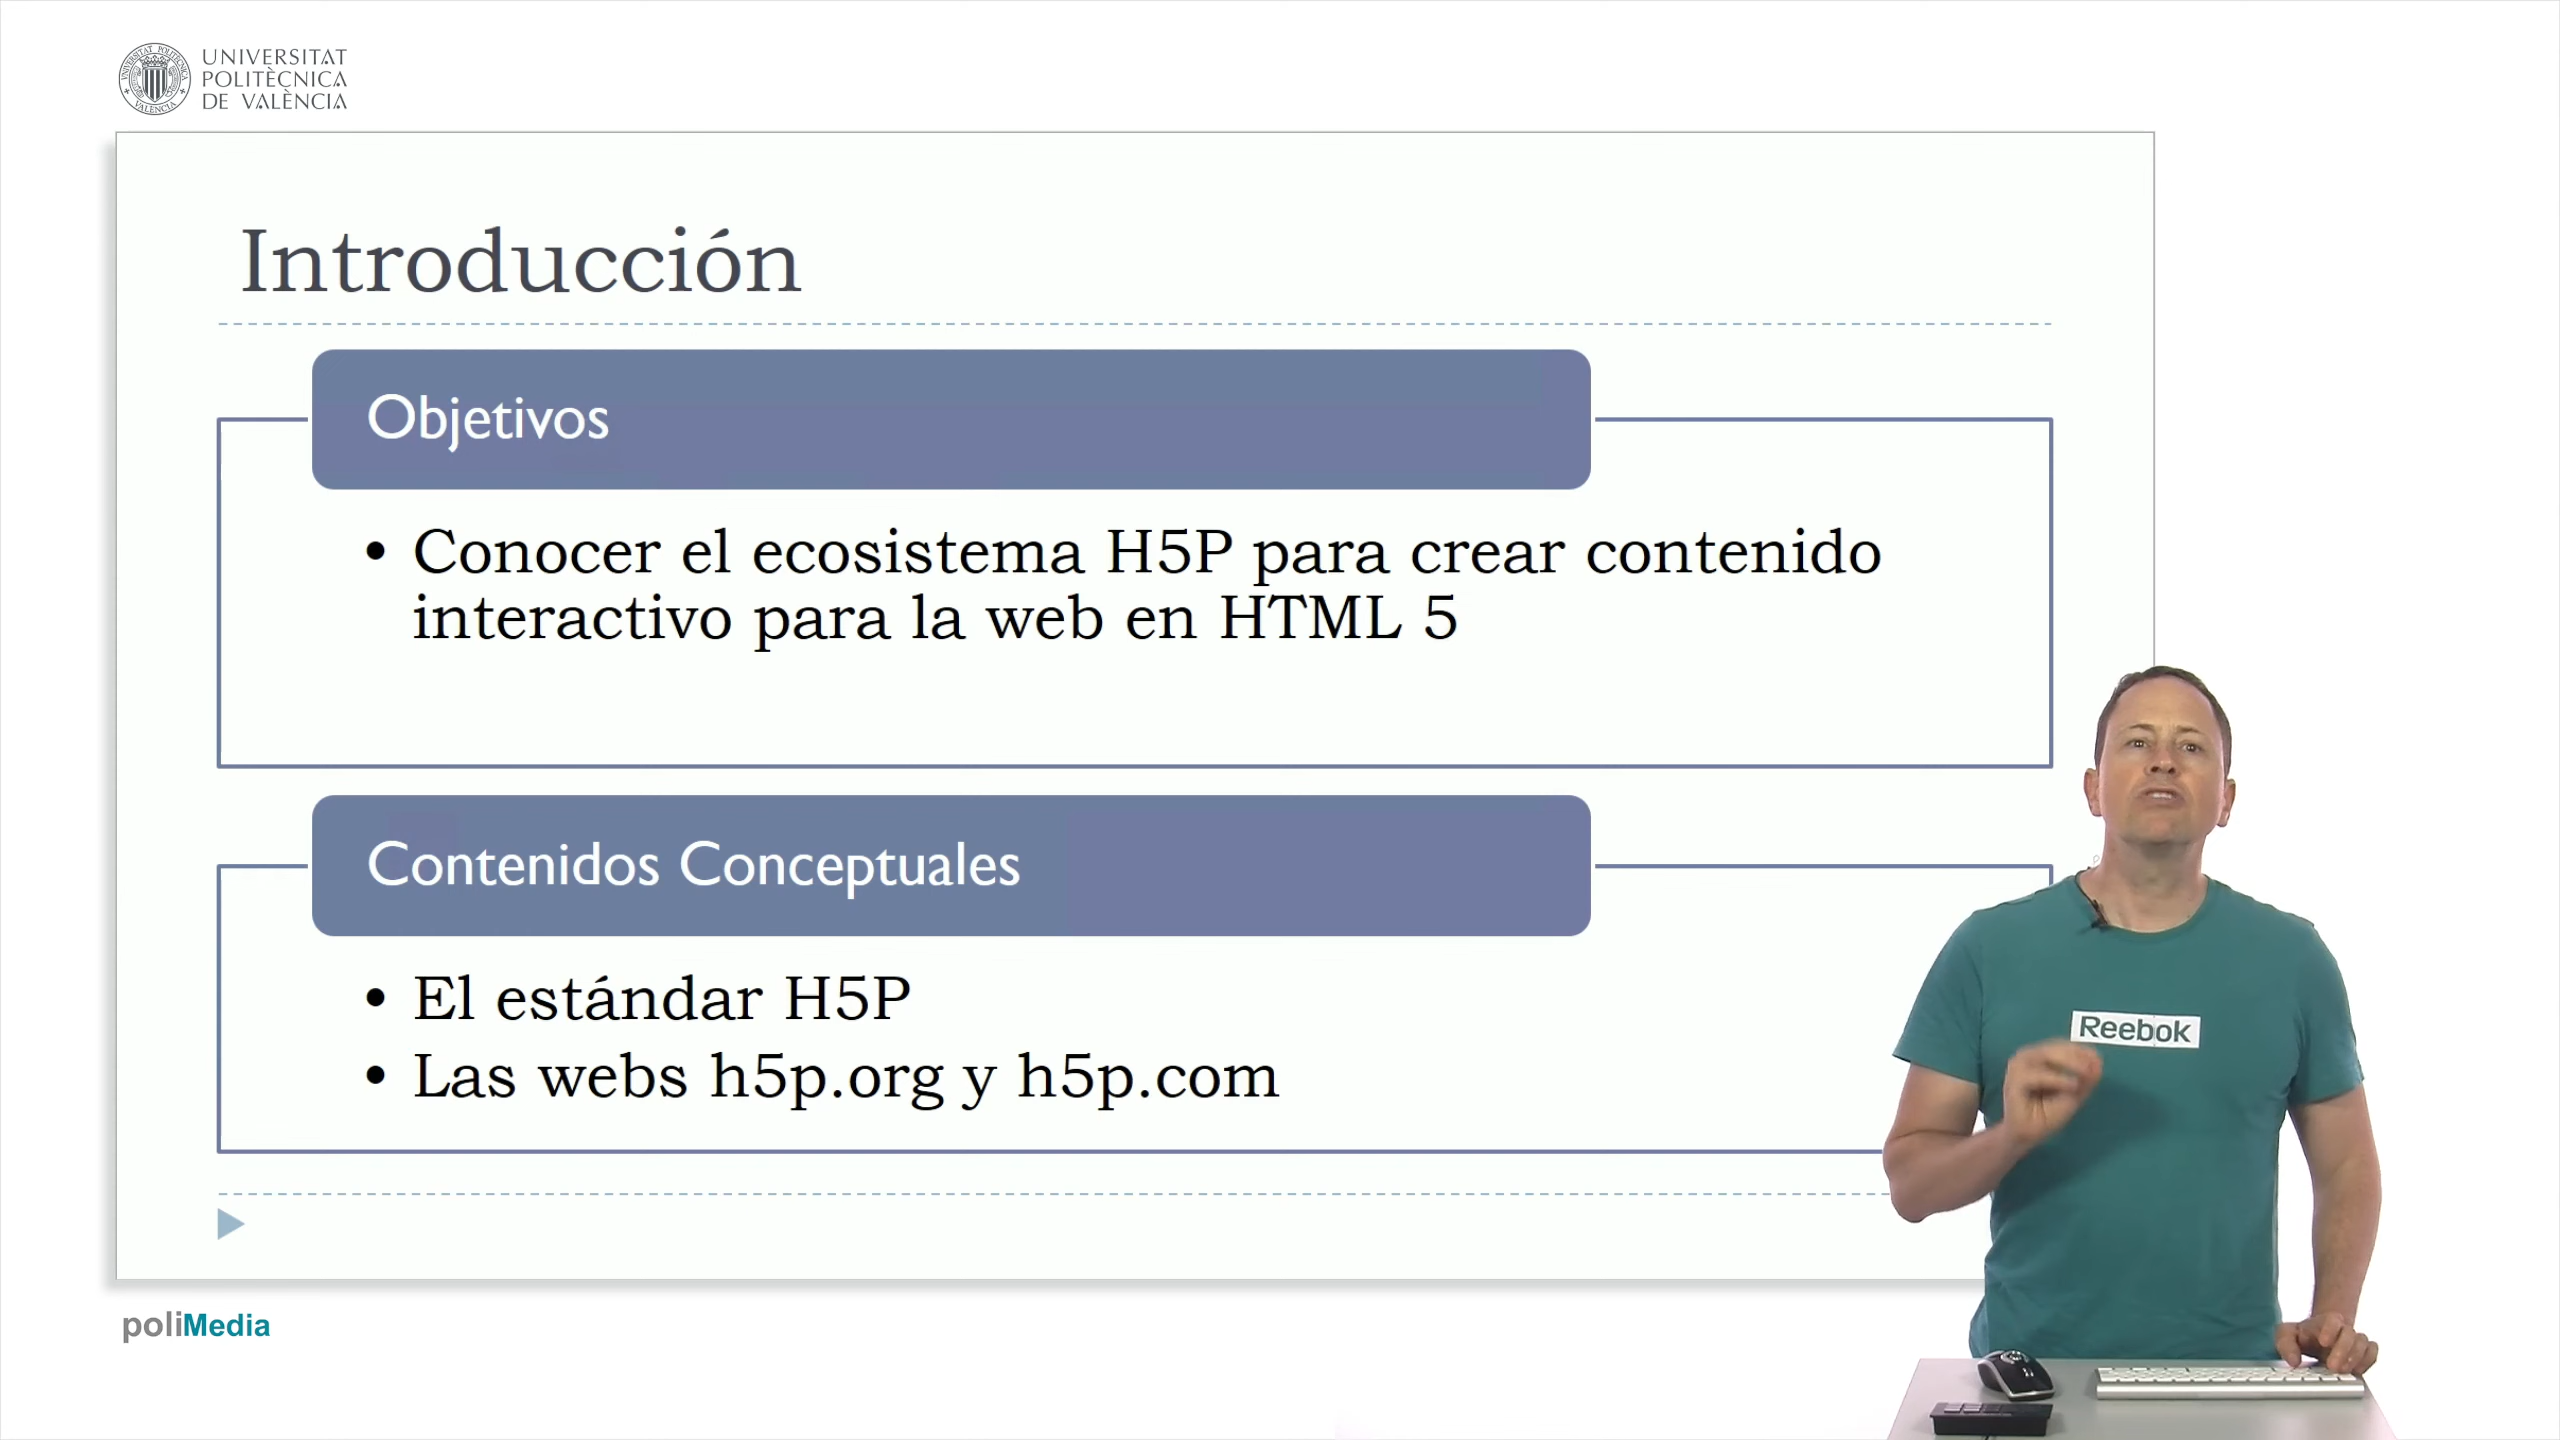 UNIVERSITAT
POLITÈCNICA
DE VALÈNCIA
Introducción
Objetivos
• Conocer el ecosistema H5P para crear contenido
interactivo para la web en HTML 5
Contenidos Conceptuales
• El estándar H5P
• Las webs h5p.org y h5p.com
Reebok
poliMedia